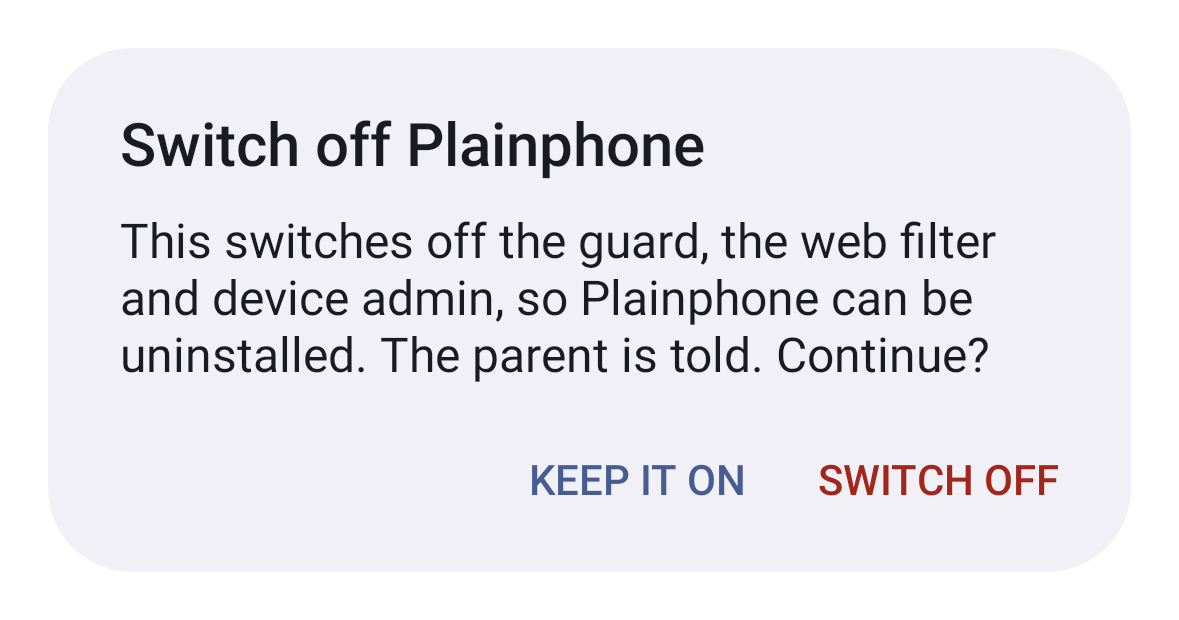 Switch off Plainphone
This switches off the guard, the web filter
and device admin, so Plainphone can be
uninstalled. The parent is told. Continue?
KEEP IT ON SWITCH OFF